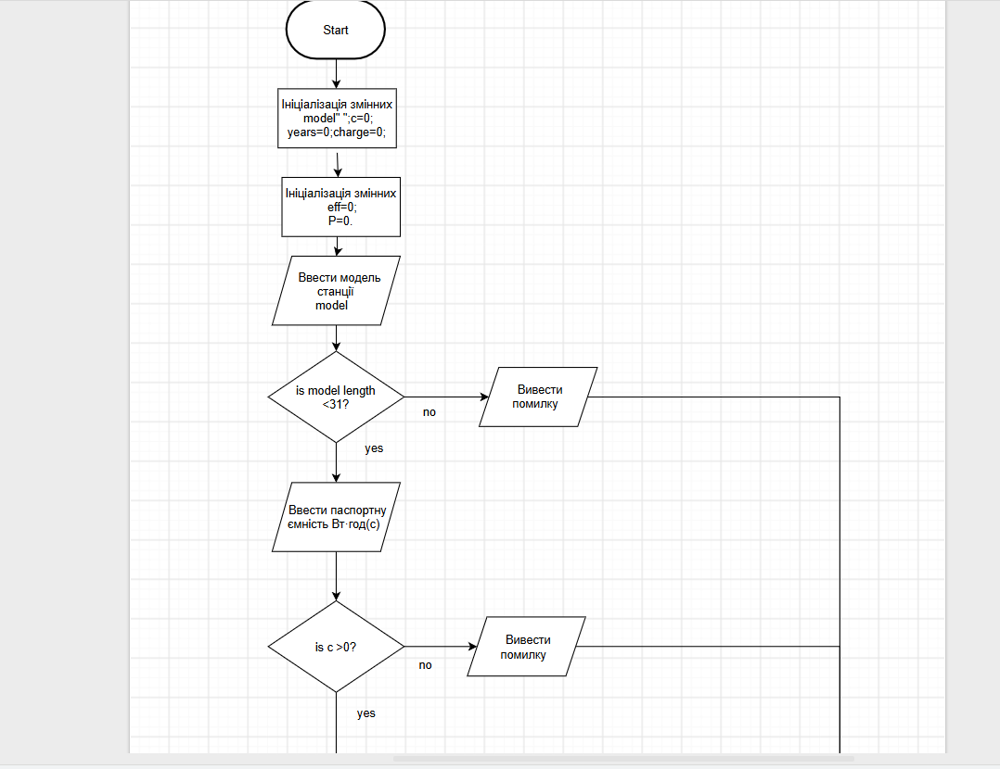 Start
Ініціалізація змінних
model" ";c=0;
years=0;charge=0;
Ініціалізація змінних
eff=0;
P=0.
Ввести модель
станції
model
is model length
<31?
Вивести
помилку
no
yes
Ввести паспортну
ємність Вт·год(c)
is c >0?
Вивести
помилку
no
yes